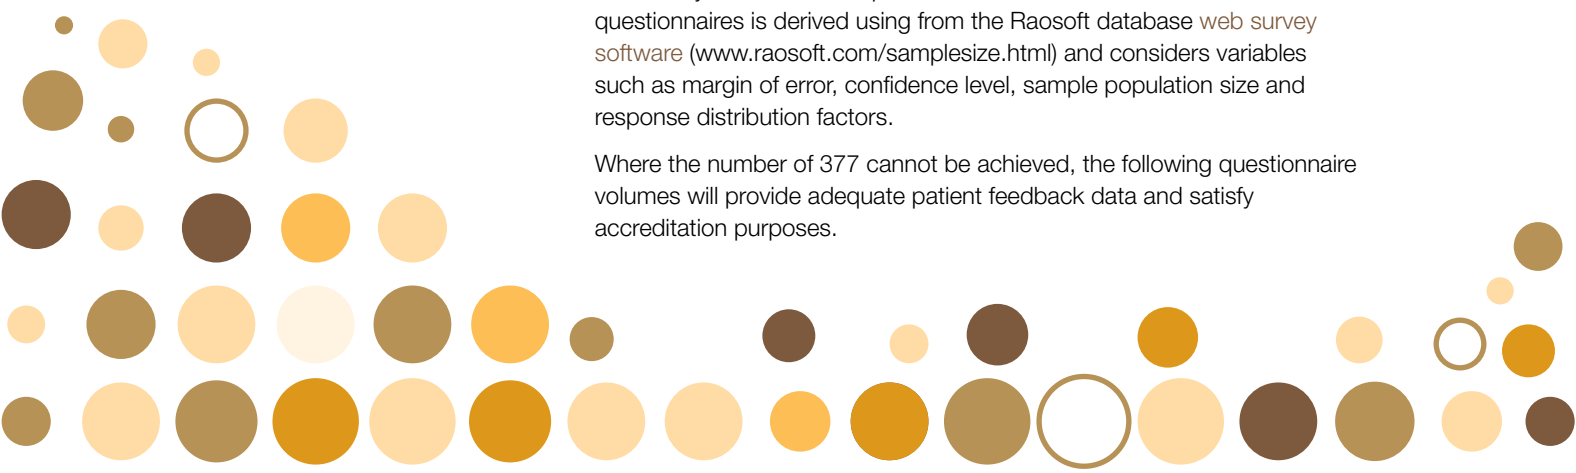 questionnaires is derived using from the Raosoft database web survey
software (www.raosoft.com/samplesize.html) and considers variables
such as margin of error, confidence level, sample population size and
response distribution factors.
Where the number of 377 cannot be achieved, the following questionnaire
volumes will provide adequate patient feedback data and satisfy
accreditation purposes.